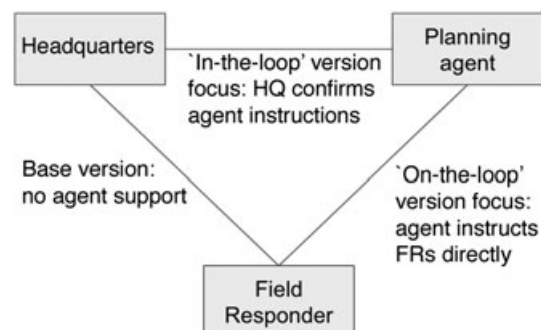 Headquarters
Planning
agent
`In-the-loop' version
focus: HQ confirms
agent instructions
Base version:
no agent support
`On-the-loop'
version focus:
agent instructs
FRs directly
Field
Responder